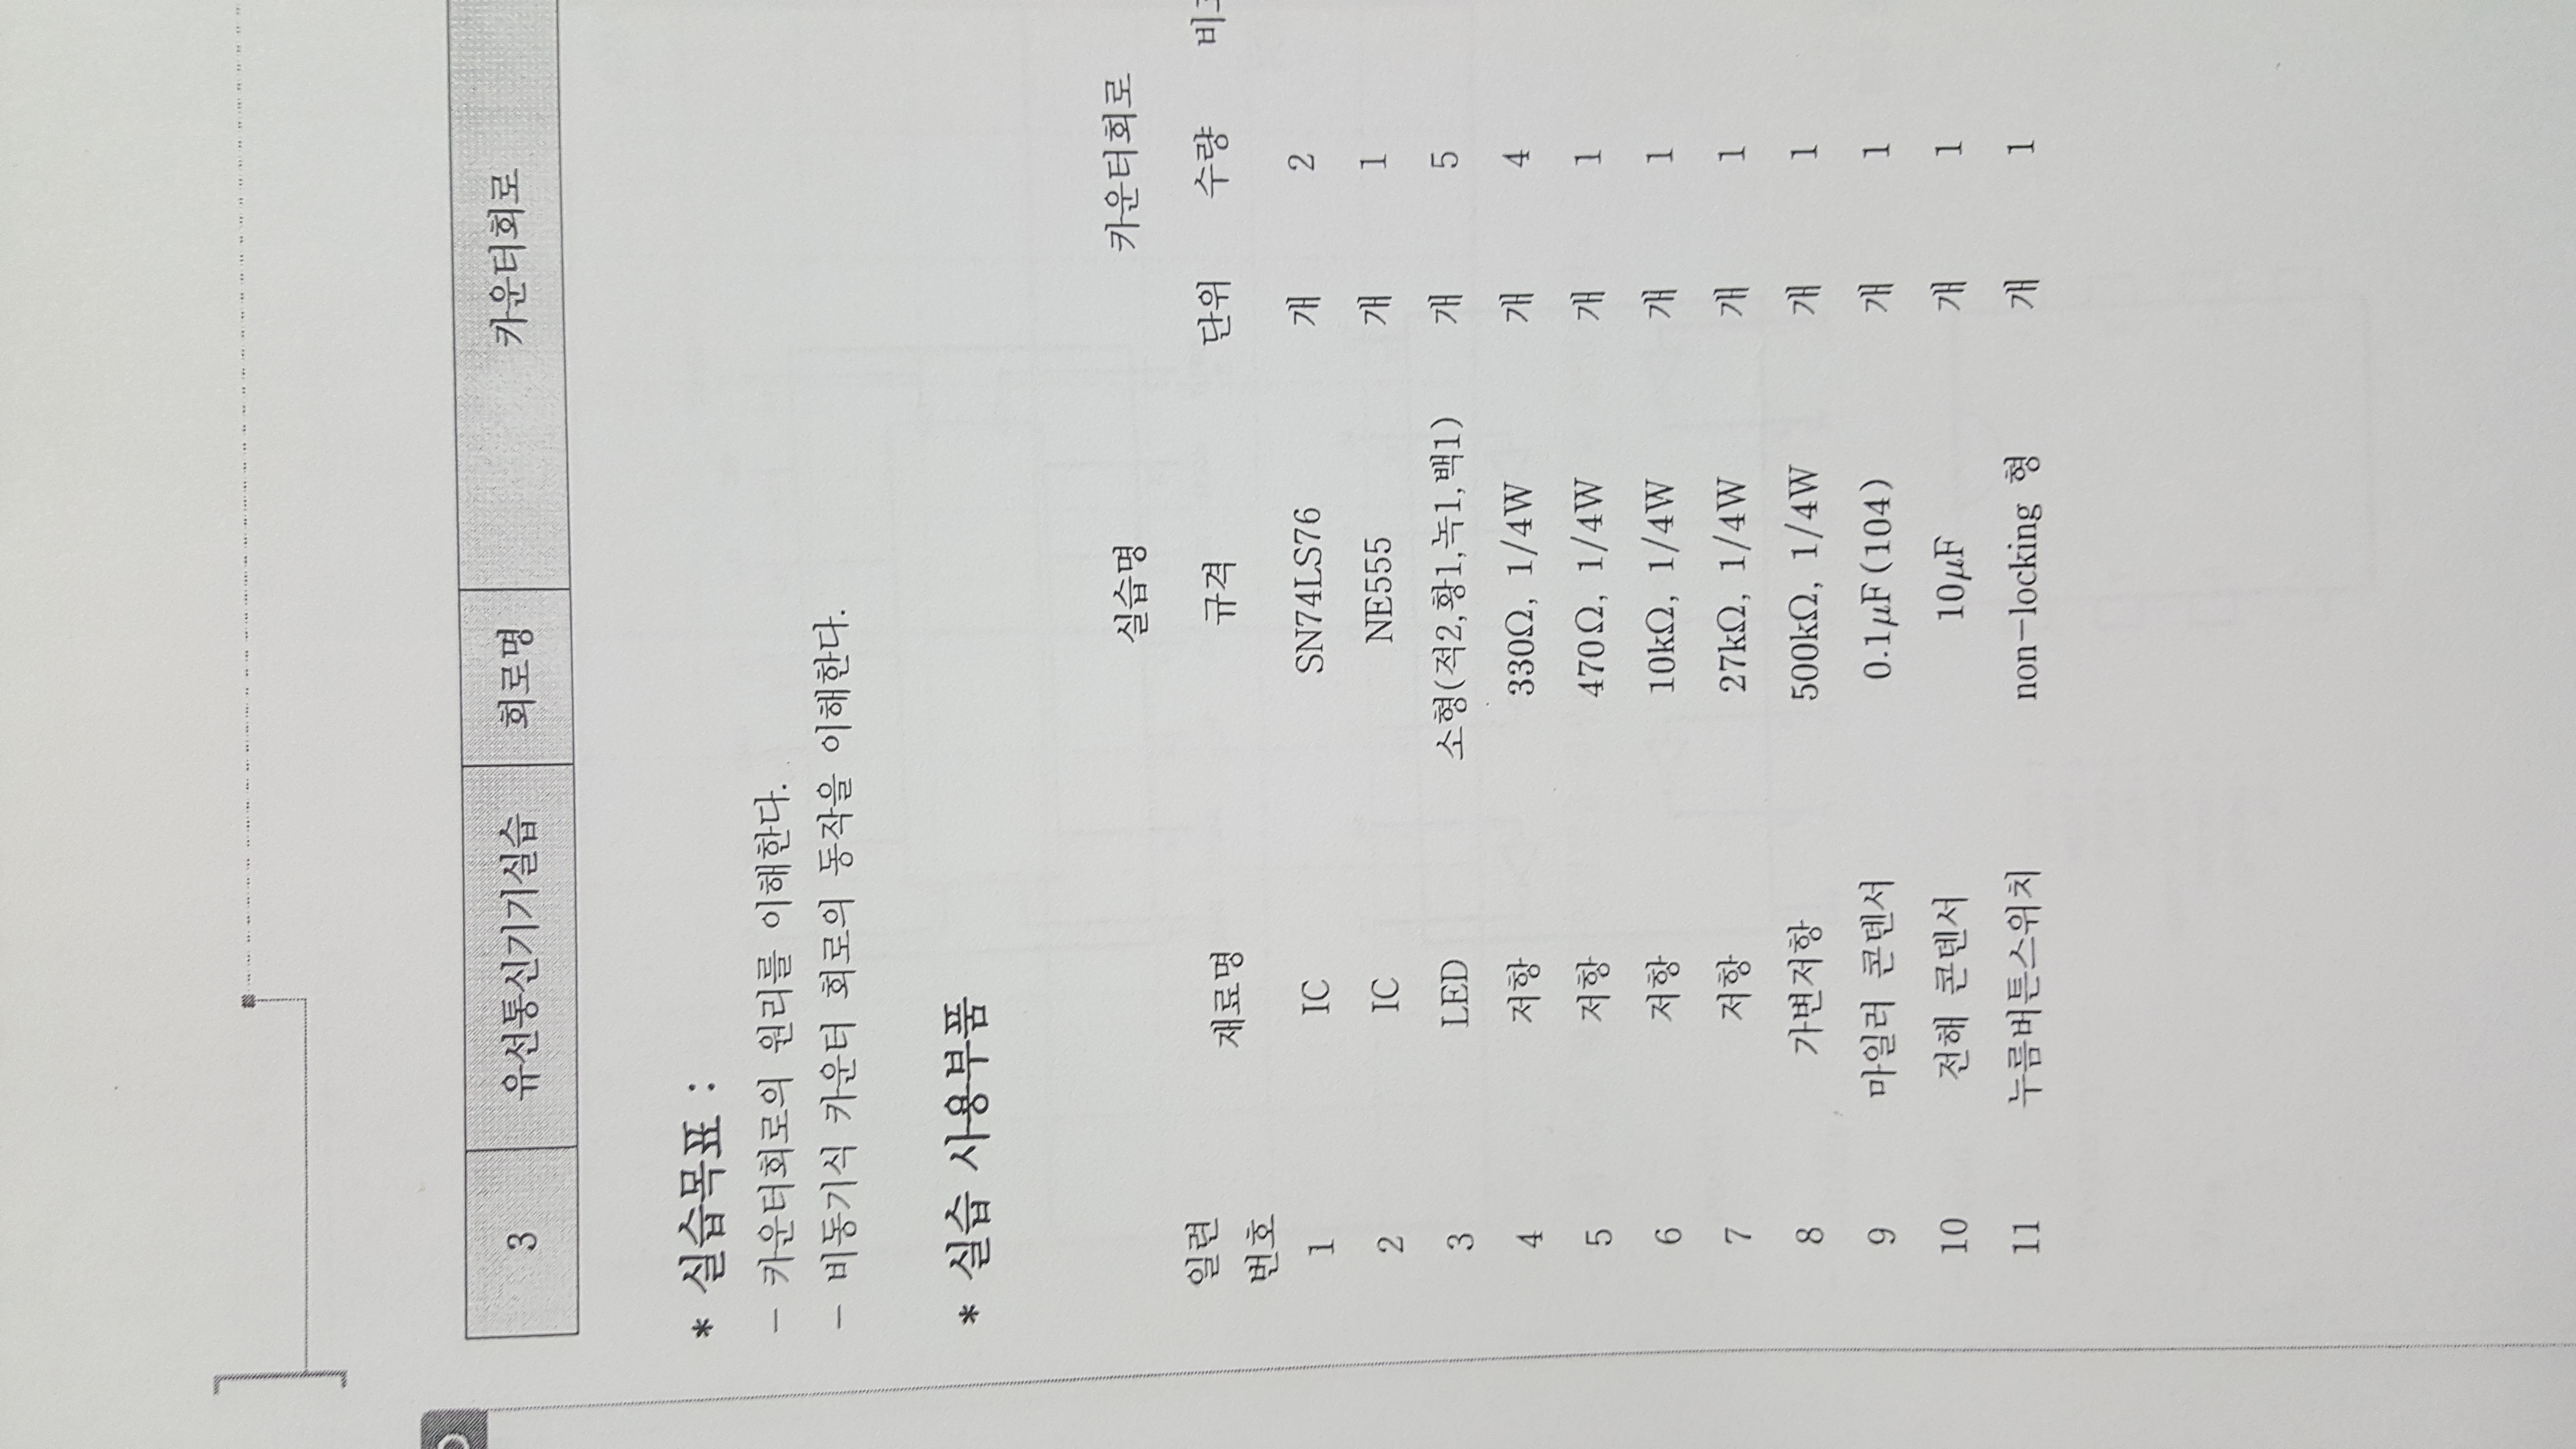 3 유선통신기기실습 회로명 카운터회로
* 실습목표 :
- 카운터회로의 원리를 이해한다.
- 비동기식 카운터 회로의 동작을 이해한다.
* 실습 사용부품
실습명 카운터회로
일련 번호 재료명 규격 단위 수량
1 IC SN74LS76 개 2
2 IC NE555 개 1
3 LED 소형(적2,황1,녹1,백1) 개 5
4 저항 330Ω, 1/4W 개 4
5 저항 470Ω, 1/4W 개 1
6 저항 10kΩ, 1/4W 개 1
7 저항 27kΩ, 1/4W 개 1
8 가변저항 500kΩ, 1/4W 개 1
9 마일러 콘덴서 0.1μF(104) 개 1
10 전해 콘덴서 10μF 개 1
11 누름버튼스위치 non-locking 형 개 1